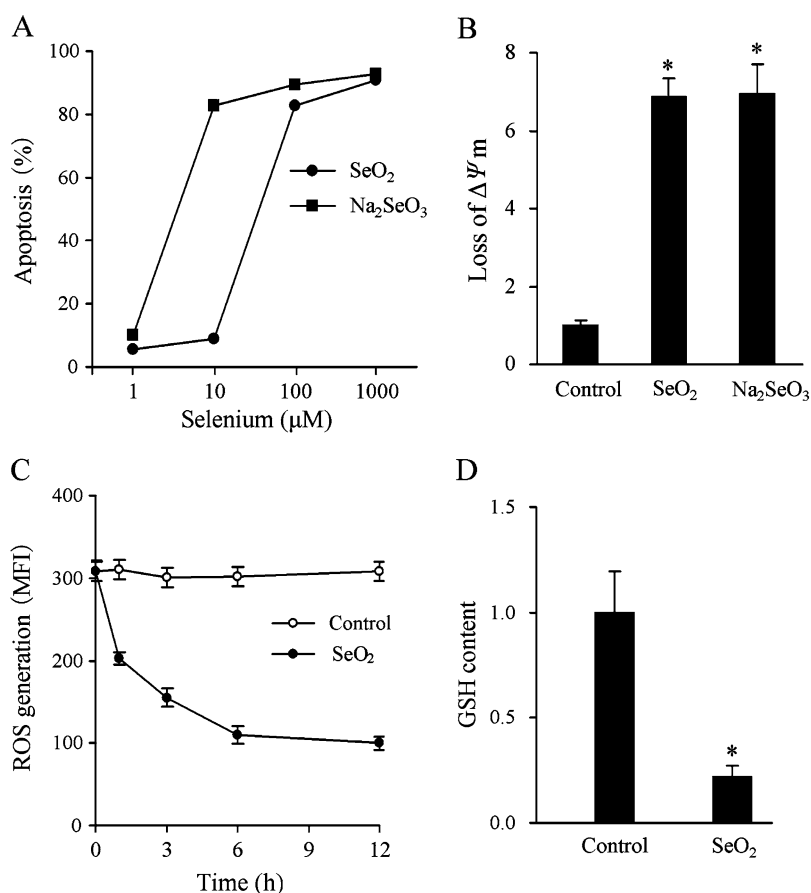 A
100
80
60
40
20
0
Apoptosis (%)
SeO₂
Na₂SeO₃
1 10 100 1000
Selenium (μM)
B
8
6
4
2
0
Loss of ΔΨm
* *
Control SeO₂ Na₂SeO₃
C
400
300
200
100
0
ROS generation (MFI)
Control
SeO₂
0 3 6 9 12
Time (h)
D
1.5
1.0
0.5
0.0
GSH content
*
Control SeO₂